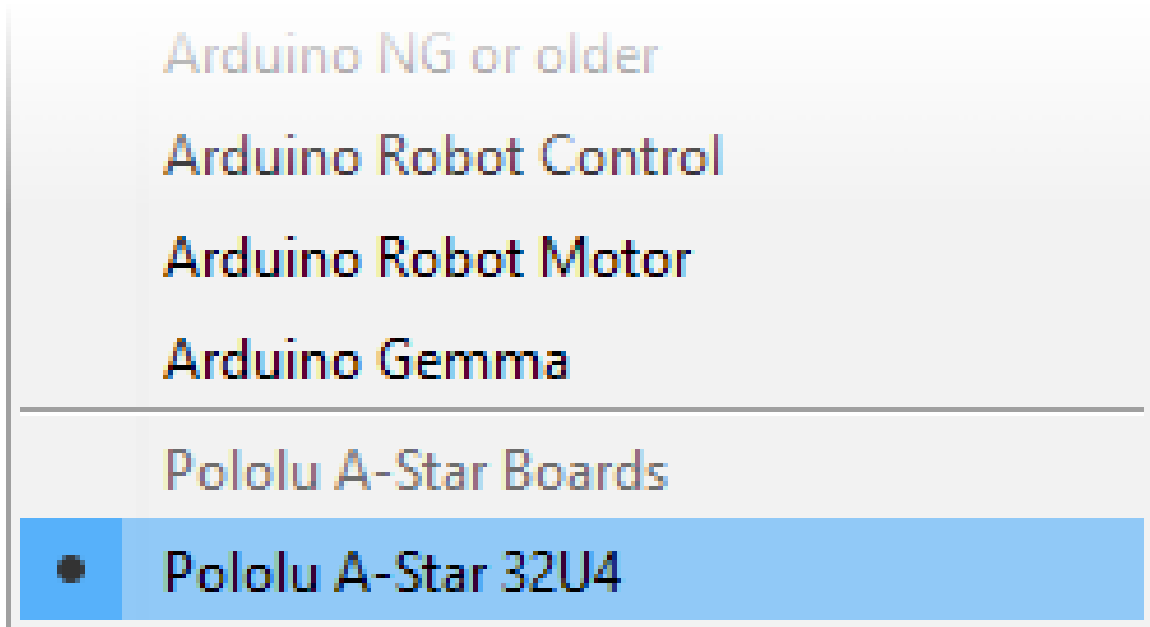 Arduino NG or older
Arduino Robot Control
Arduino Robot Motor
Arduino Gemma
Pololu A-Star Boards
Pololu A-Star 32U4